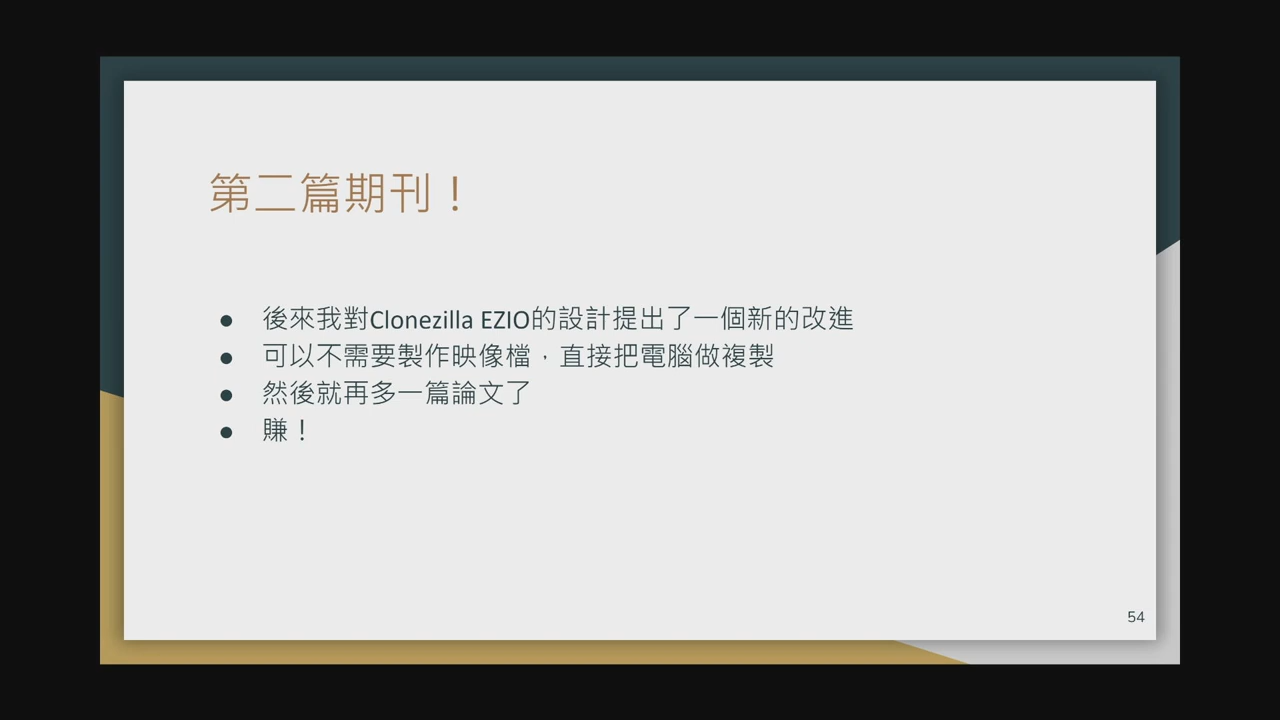 第二篇期刊！
● 後來我對Clonezilla EZIO的設計提出了一個新的改進
● 可以不需要製作映像檔，直接把電腦做複製
● 然後就再多一篇論文了
● 賺！
54